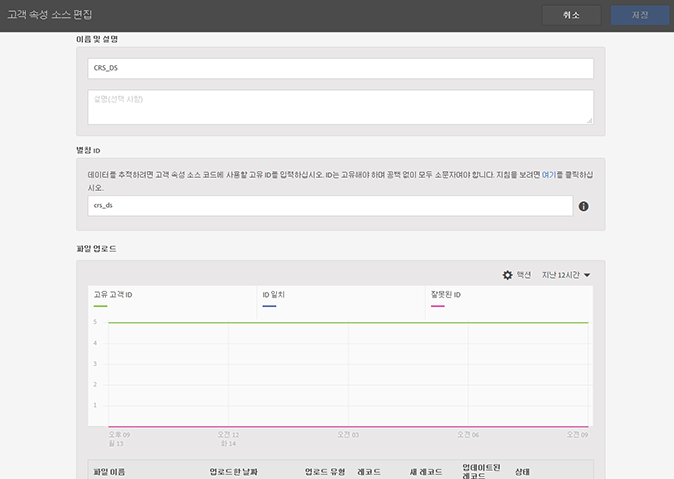 고객 속성 소스 편집
취소
저장
이름 및 설명
CRS_DS
설명(선택 사항)
별칭 ID
데이터를 추적하려면 고객 속성 소스 코드에 사용할 고유 ID를 입력하십시오. ID는 고유해야 하며 공백 없이 모두 소문자여야 합니다. 지침을 보려면 여기를 클릭하십
시오.
crs_ds
파일 업로드
액션
지난 12시간
고유 고객 ID
ID 일치
잘못된 ID
5
4
3
2
1
오후 09
월 13
오전 12
화 14
오전 03
오전 06
오전 09
파일 이름
업로드한 날짜
업로드 유형
레코드
새 레코드
업데이트된
레코드
상태